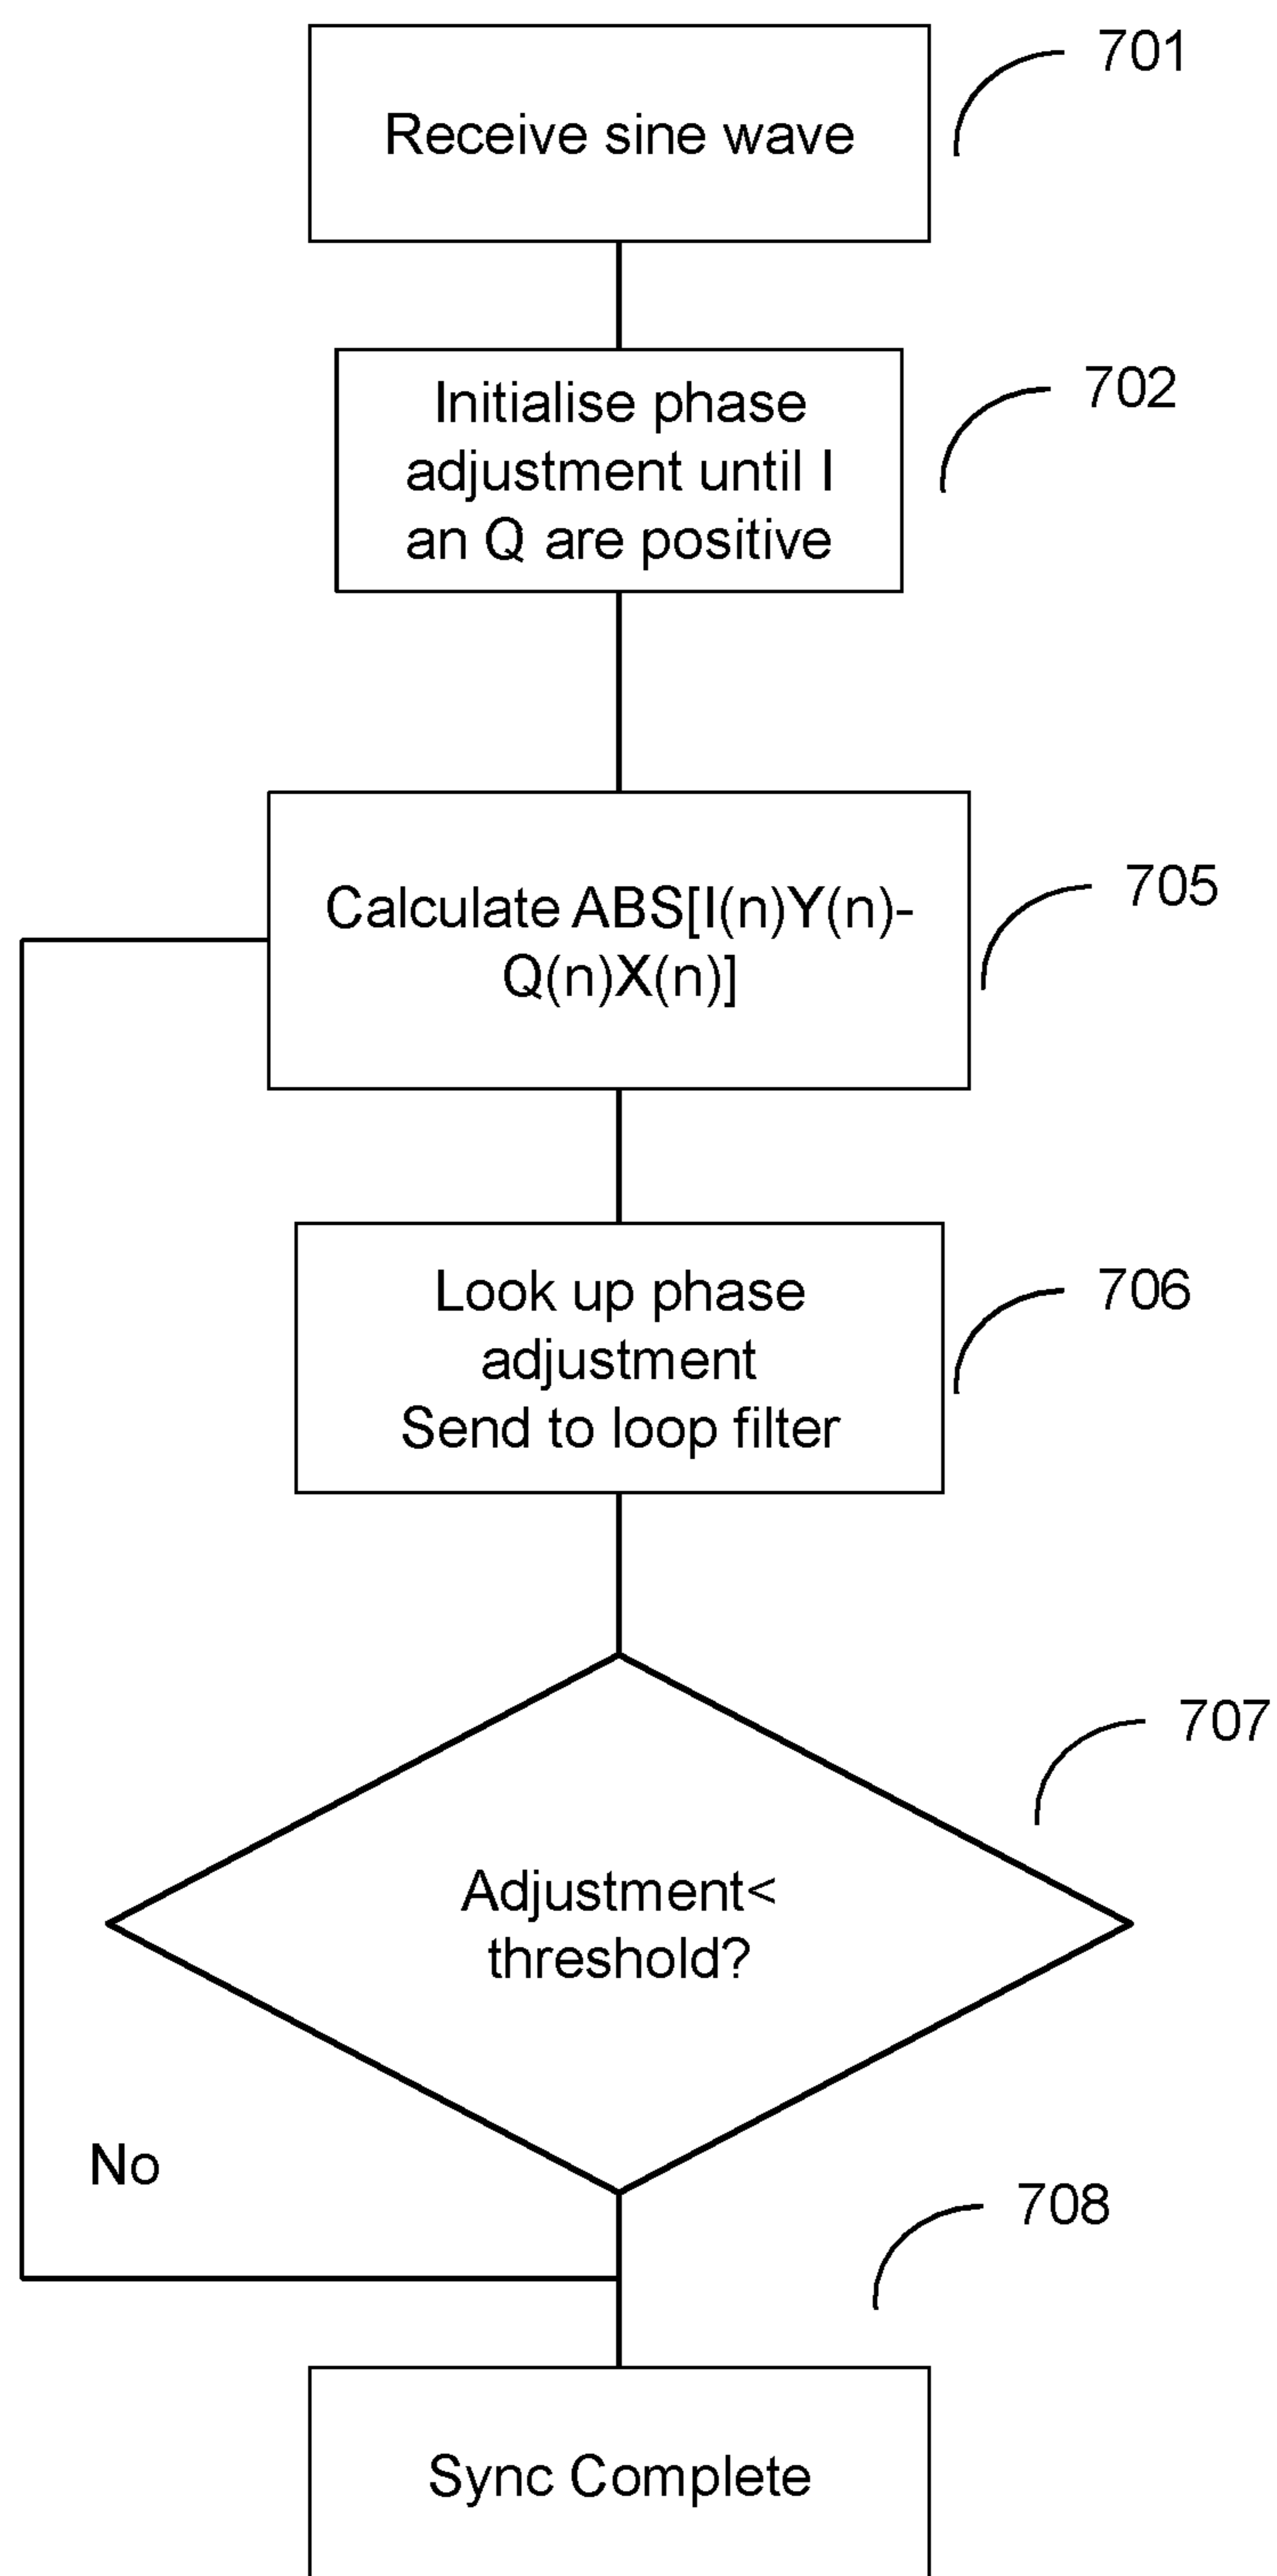 701
Receive sine wave
702
Initialise phase
adjustment until I
an Q are positive
705
Calculate ABS[I(n)Y(n)-
Q(n)X(n)]
706
Look up phase
adjustment
Send to loop filter
707
Adjustment<
threshold?
No
708
Sync Complete